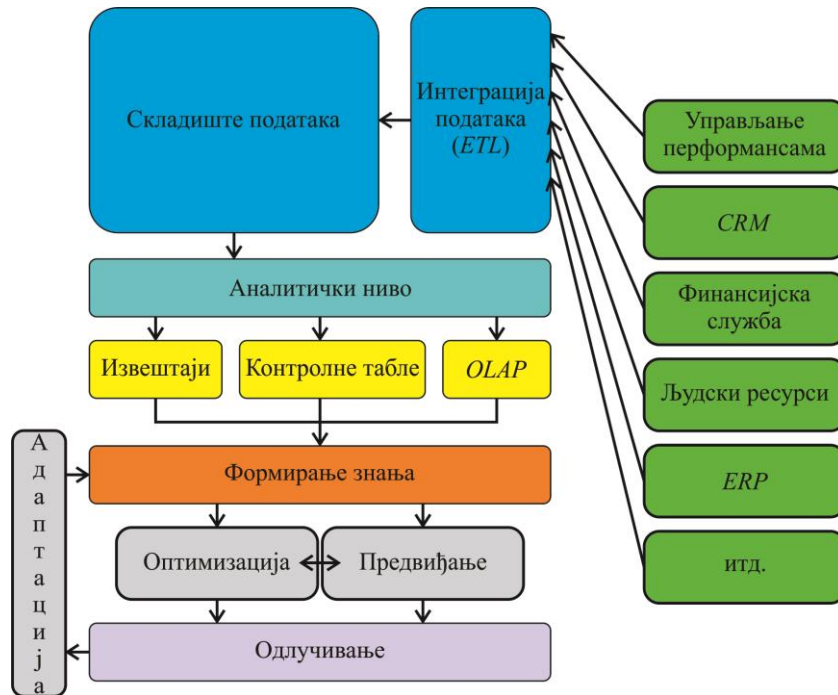 Складиште података
Интеграција
података
(ETL)
Управљање
перформансама
CRM
Финансијска
служба
Људски ресурси
ERP
итд.
Аналитички ниво
Извештаји
Контролне табле
OLAP
Адаптација
Формирање знања
Оптимизација
Предвиђање
Одлучивање